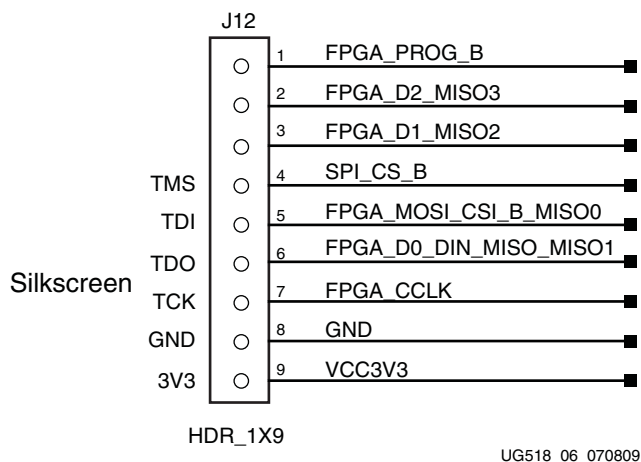 J12
1 FPGA_PROG_B
2 FPGA_D2_MISO3
3 FPGA_D1_MISO2
TMS 4 SPI_CS_B
TDI 5 FPGA_MOSI_CSI_B_MISO0
TDO 6 FPGA_D0_DIN_MISO_MISO1
Silkscreen
TCK 7 FPGA_CCLK
GND 8 GND
3V3 9 VCC3V3
HDR_1X9
UG518_06_070809